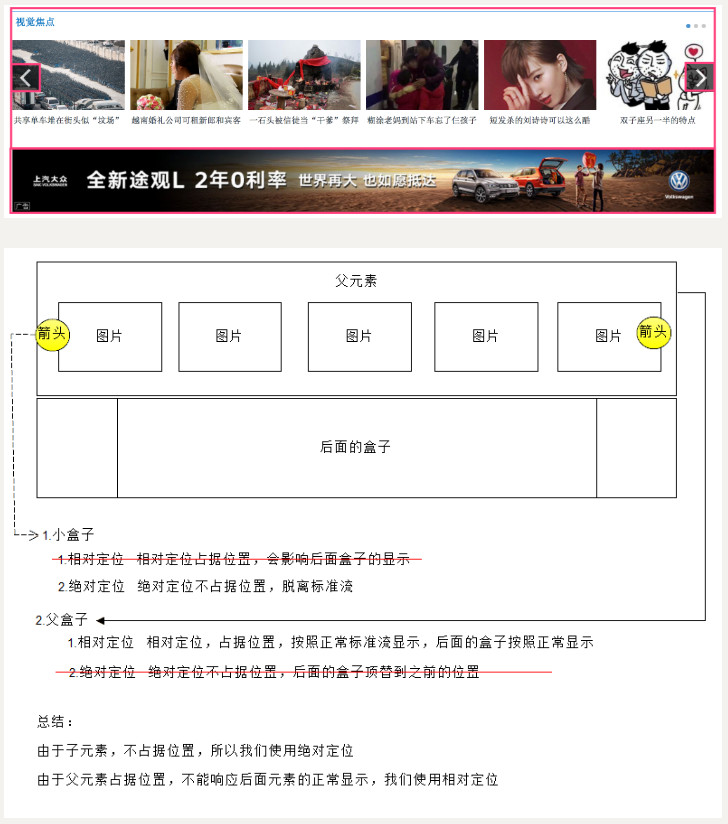 视觉焦点
共享单车堆在街头似“坟场”
越南婚礼公司可租新郎和宾客
一石头被信徒当“干爹”祭拜
糊涂老妈到站下车忘了仨孩子
短发杀的刘诗诗可以这么酷
双子座另一半的特点
上汽大众
SAIC VOLKSWAGEN
全新途观L 2年0利率 世界再大 也如愿抵达
Volkswagen
广告
父元素
箭头
图片
图片
图片
图片
图片
箭头
后面的盒子
1.小盒子
1.相对定位 相对定位占据位置，会影响后面盒子的显示
2.绝对定位 绝对定位不占据位置，脱离标准流
2.父盒子
1.相对定位 相对定位，占据位置，按照正常标准流显示，后面的盒子按照正常显示
2.绝对定位 绝对定位不占据位置，后面的盒子顶替到之前的位置
总结：
由于子元素，不占据位置，所以我们使用绝对定位
由于父元素占据位置，不能响应后面元素的正常显示，我们使用相对定位